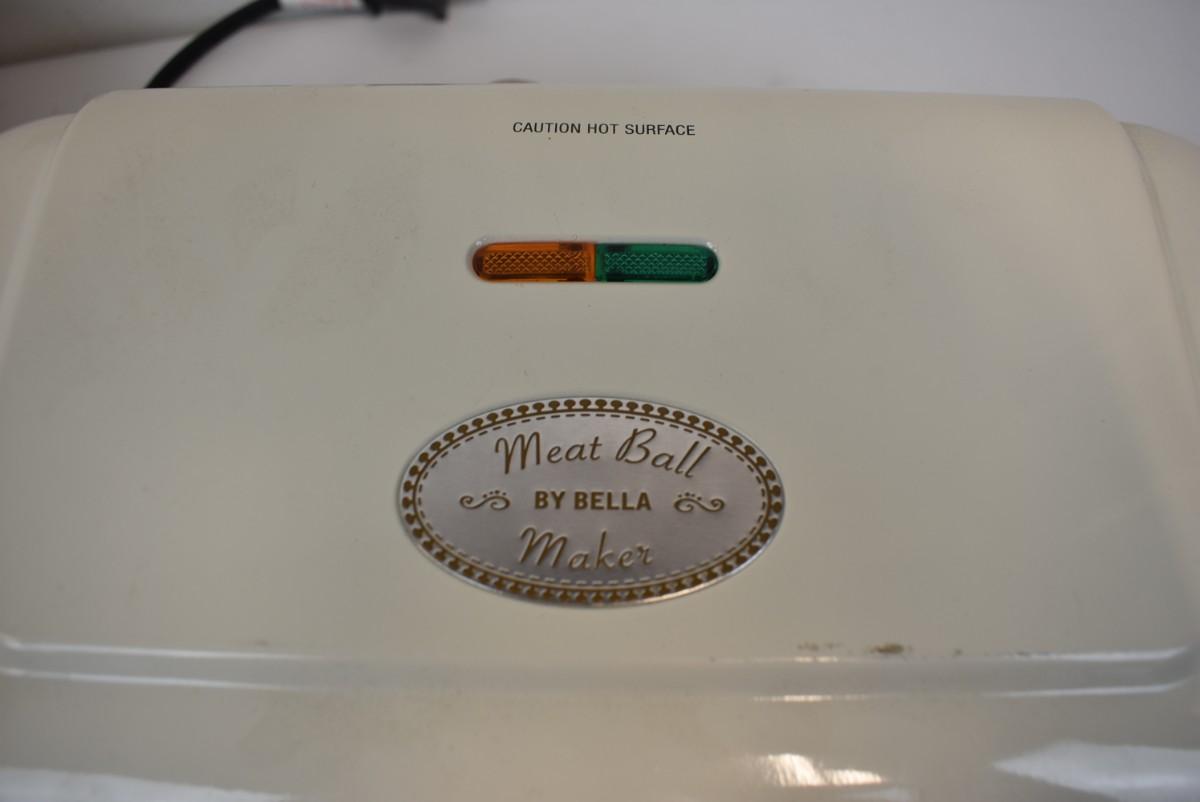 CAUTION HOT SURFACE
Meat Ball
BY BELLA
Maker